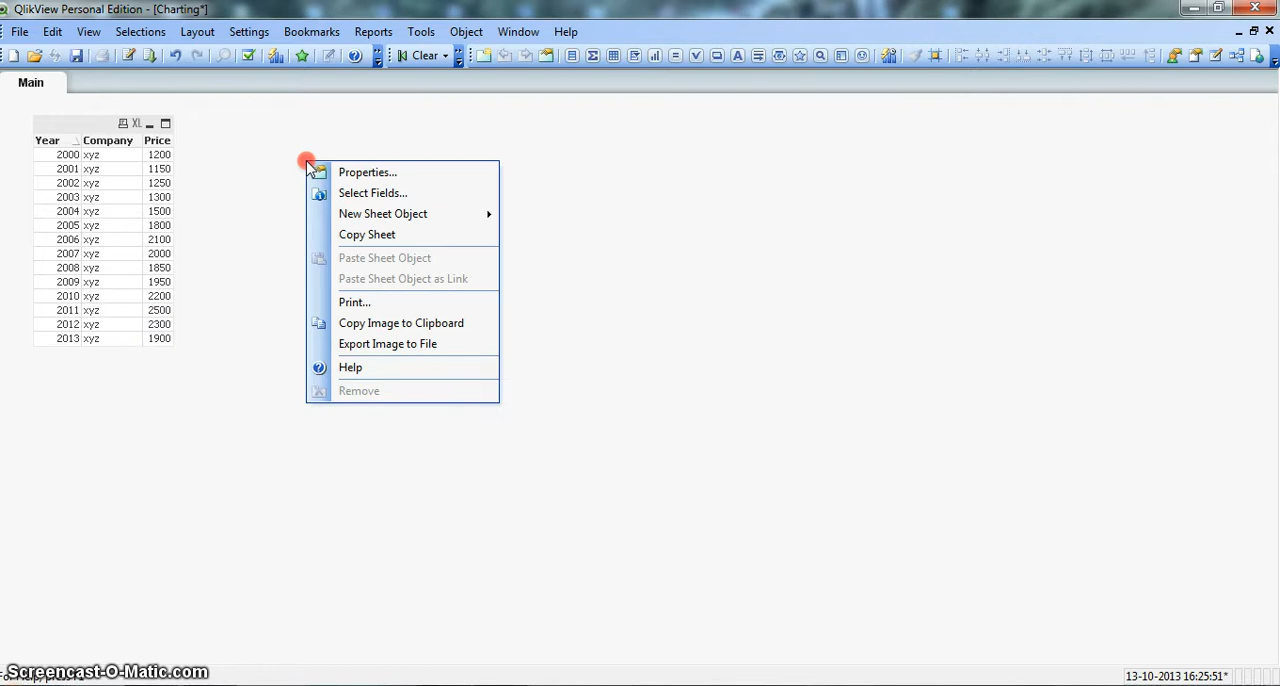 QlikView Personal Edition - [Charting*]
File Edit View Selections Layout Settings Bookmarks Reports Tools Object Window Help
Clear
Main
XL
Year Company Price
2000 xyz 1200
2001 xyz 1150
2002 xyz 1250
2003 xyz 1300
2004 xyz 1500
2005 xyz 1800
2006 xyz 2100
2007 xyz 2000
2008 xyz 1850
2009 xyz 1950
2010 xyz 2200
2011 xyz 2500
2012 xyz 2300
2013 xyz 1900
Properties...
Select Fields...
New Sheet Object
Copy Sheet
Paste Sheet Object
Paste Sheet Object as Link
Print...
Copy Image to Clipboard
Export Image to File
Help
Remove
Screencast-O-Matic.com
13-10-2013 16:25:51*